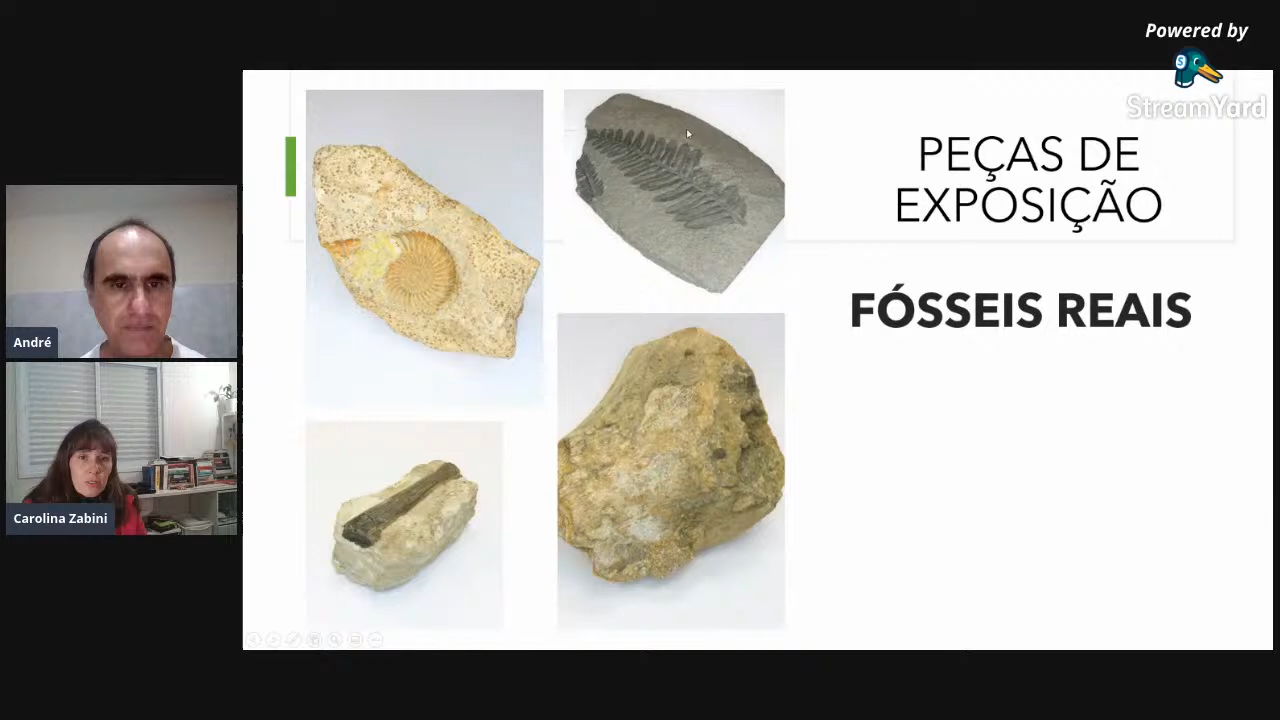 Powered by
StreamYard
PEÇAS DE
EXPOSIÇÃO
FÓSSEIS REAIS
André
Carolina Zabini